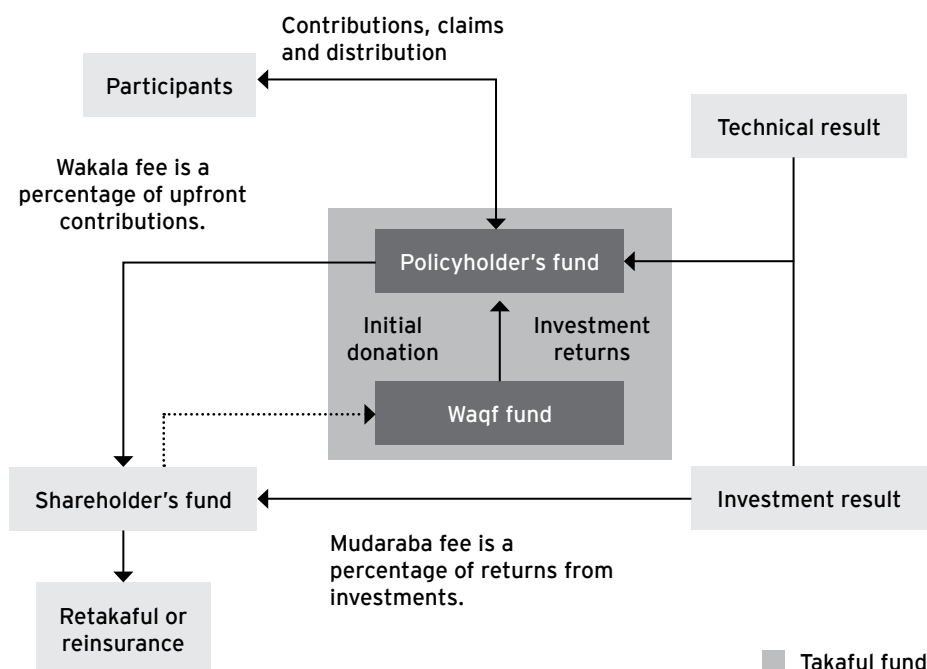 Contributions, claims
and distribution
Participants
Technical result
Wakala fee is a
percentage of upfront
contributions.
Policyholder's fund
Initial
donation
Investment
returns
Waqf fund
Shareholder's fund
Investment result
Mudaraba fee is a
percentage of returns from
investments.
Retakaful or
reinsurance
Takaful fund